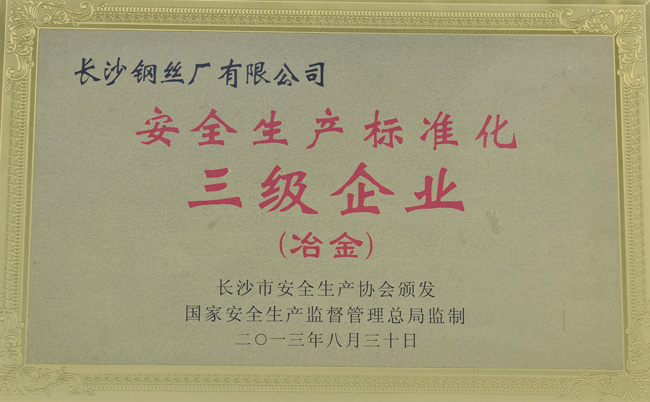 长沙钢丝厂有限公司
安全生产标准化
三级企业
(冶金)
长沙市安全生产协会颁发
国家安全生产监督管理总局监制
二〇一三年八月三十日